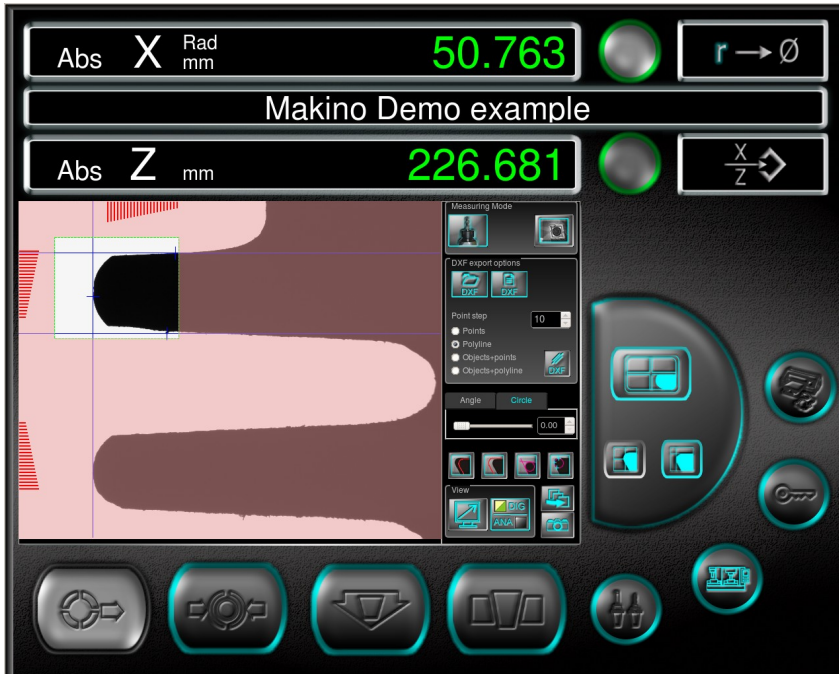 Abs X Rad mm 50.763
r → Ø
Makino Demo example
Abs Z mm 226.681
X
Z
Measuring Mode
DXF export options
DXF DXF
Point step 10
Points
Polyline
Objects+points
Objects+polyline
DXF
Angle Circle
0.00
View
DIG
ANA